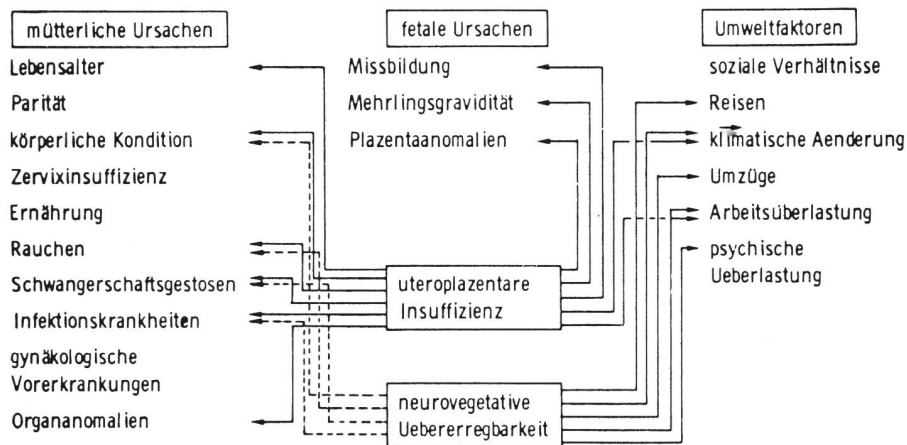 mütterliche Ursachen
Lebensalter
Parität
körperliche Kondition
Zervixinsuffizienz
Ernährung
Rauchen
Schwangerschaftsgestosen
Infektionskrankheiten
gynäkologische
Vorerkrankungen
Organanomalien
fetale Ursachen
Missbildung
Mehrlingsgravidität
Plazentaanomalien
uteroplazentare
Insuffizienz
neurovegetative
Uebererregbarkeit
Umweltfaktoren
soziale Verhältnisse
Reisen
klimatische Aenderung
Umzüge
Arbeitsüberlastung
psychische
Ueberlastung